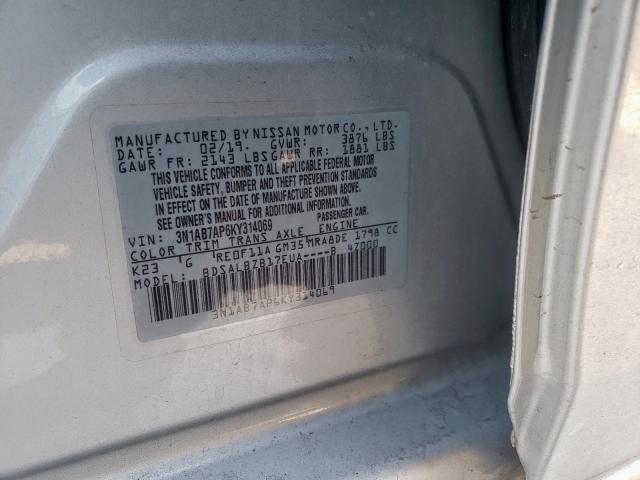 MANUFACTURED BY NISSAN MOTOR CO., LTD.
DATE: 02/19. GVWR: 3876 LBS
GAWR FR: 2143 LBS GAWR RR: 1881 LBS
THIS VEHICLE CONFORMS TO ALL APPLICABLE FEDERAL MOTOR
VEHICLE SAFETY, BUMPER AND THEFT PREVENTION STANDARDS
IN EFFECT ON THE DATE OF MANUFACTURE SHOWN ABOVE.
SEE OWNER'S MANUAL FOR ADDITIONAL INFORMATION.
VIN: 3N1AB7AP6KY314069 PASSENGER CAR.
COLOR TRIM TRANS AXLE ENGINE
K23 G RE0F11A GM35 MRA8DE 1798 CC
MODEL: BDSALBZB17EUA----B 4Z000
3N1AB7AP6KY314069